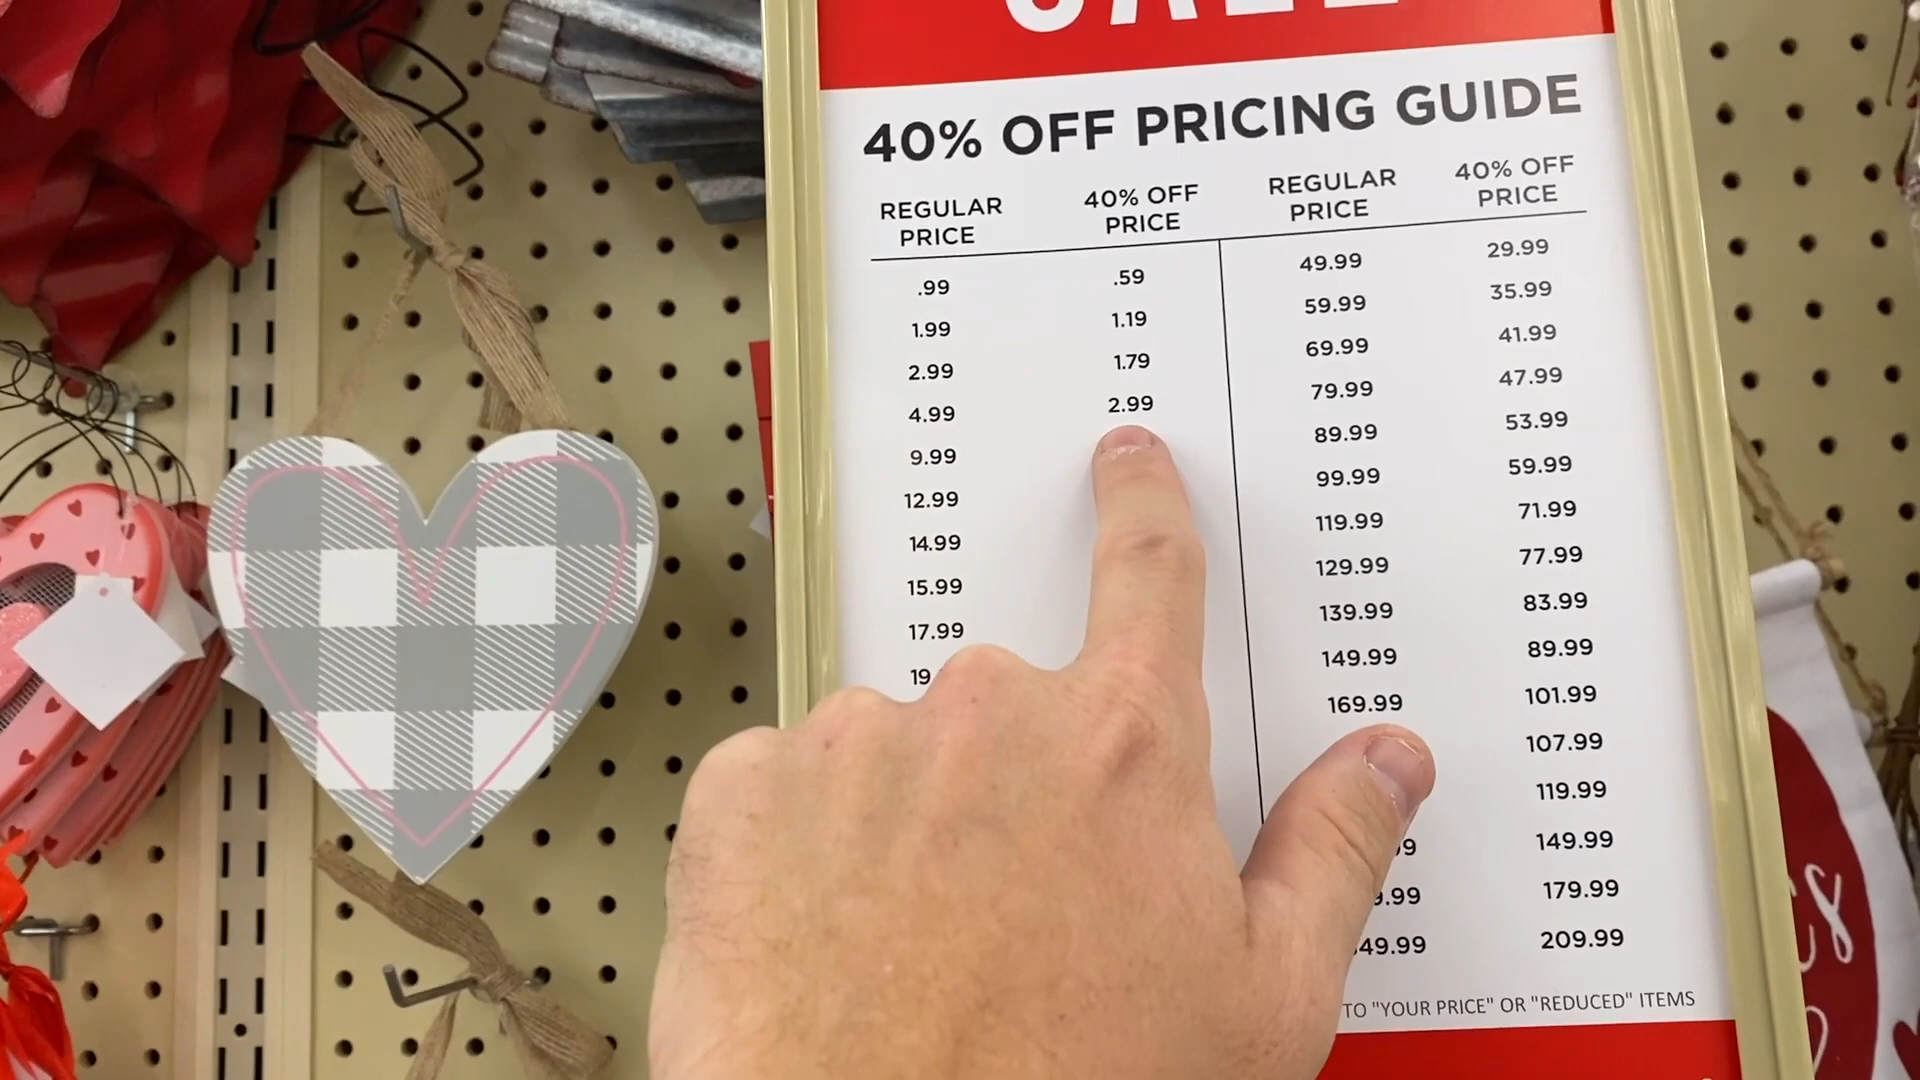 SALE
40% OFF PRICING GUIDE
REGULAR PRICE 40% OFF PRICE REGULAR PRICE 40% OFF PRICE
.99 .59 49.99 29.99
1.99 1.19 59.99 35.99
2.99 1.79 69.99 41.99
4.99 2.99 79.99 47.99
9.99 89.99 53.99
12.99 99.99 59.99
14.99 119.99 71.99
15.99 129.99 77.99
17.99 139.99 83.99
149.99 89.99
169.99 101.99
107.99
119.99
149.99
179.99
209.99
TO "YOUR PRICE" OR "REDUCED" ITEMS